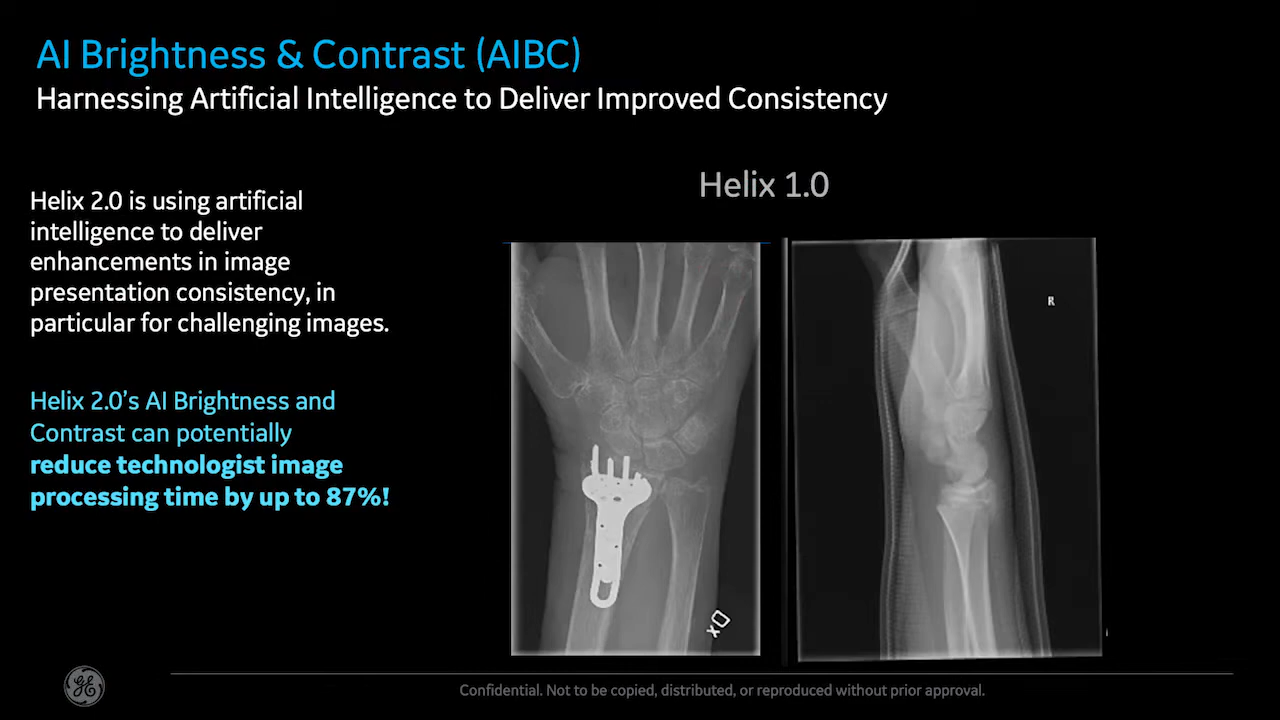 AI Brightness & Contrast (AIBC)
Harnessing Artificial Intelligence to Deliver Improved Consistency
Helix 2.0 is using artificial
intelligence to deliver
enhancements in image
presentation consistency, in
particular for challenging images.
Helix 2.0's AI Brightness and
Contrast can potentially
reduce technologist image
processing time by up to 87%!
Helix 1.0
R
GE
Confidential. Not to be copied, distributed, or reproduced without prior approval.